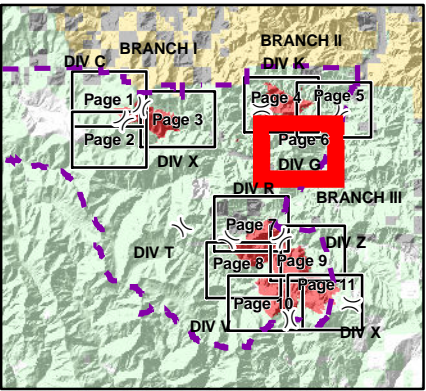 BRANCH I
BRANCH II
DIV C
DIV K
Page 1
Page 4
Page 5
Page 3
Page 2
Page 6
DIV X
DIV G
DIV R
BRANCH III
Page 7
DIV T
DIV Z
Page 8
Page 9
Page 11
Page 10
DIV V
DIV X